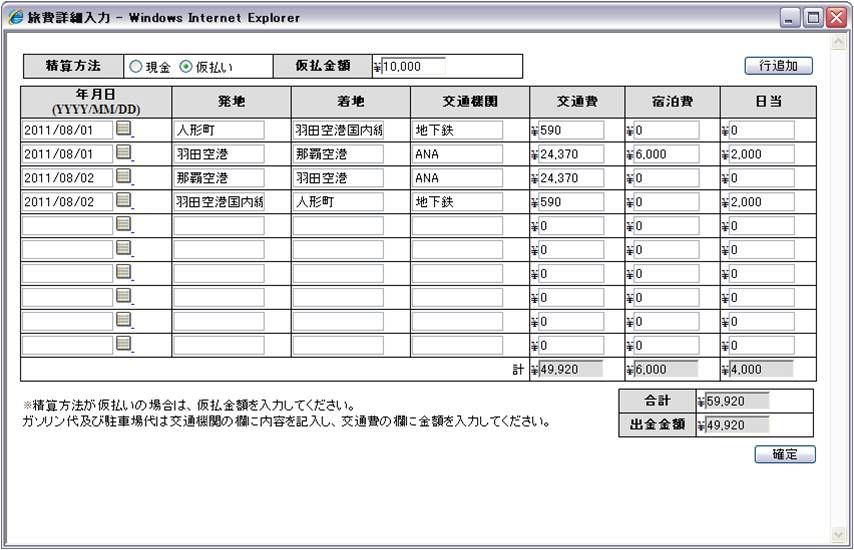 旅費詳細入力 - Windows Internet Explorer
精算方法 現金 仮払い 仮払金額 ¥10,000 行追加
年月日 発地 着地 交通機関 交通費 宿泊費 日当
(YYYY/MM/DD)
2011/08/01 人形町 羽田空港国内線 地下鉄 ¥590 ¥0 ¥0
2011/08/01 羽田空港 那覇空港 ANA ¥24,370 ¥6,000 ¥2,000
2011/08/02 那覇空港 羽田空港 ANA ¥24,370 ¥0 ¥0
2011/08/02 羽田空港国内線 人形町 地下鉄 ¥590 ¥0 ¥2,000
¥0 ¥0 ¥0
¥0 ¥0 ¥0
¥0 ¥0 ¥0
¥0 ¥0 ¥0
¥0 ¥0 ¥0
¥0 ¥0 ¥0
計 ¥49,920 ¥6,000 ¥4,000
※精算方法が仮払いの場合は、仮払金額を入力してください。
ガソリン代及び駐車場代は交通機関の欄に内容を記入し、交通費の欄に金額を入力してください。
合計 ¥59,920
出金金額 ¥49,920
確定